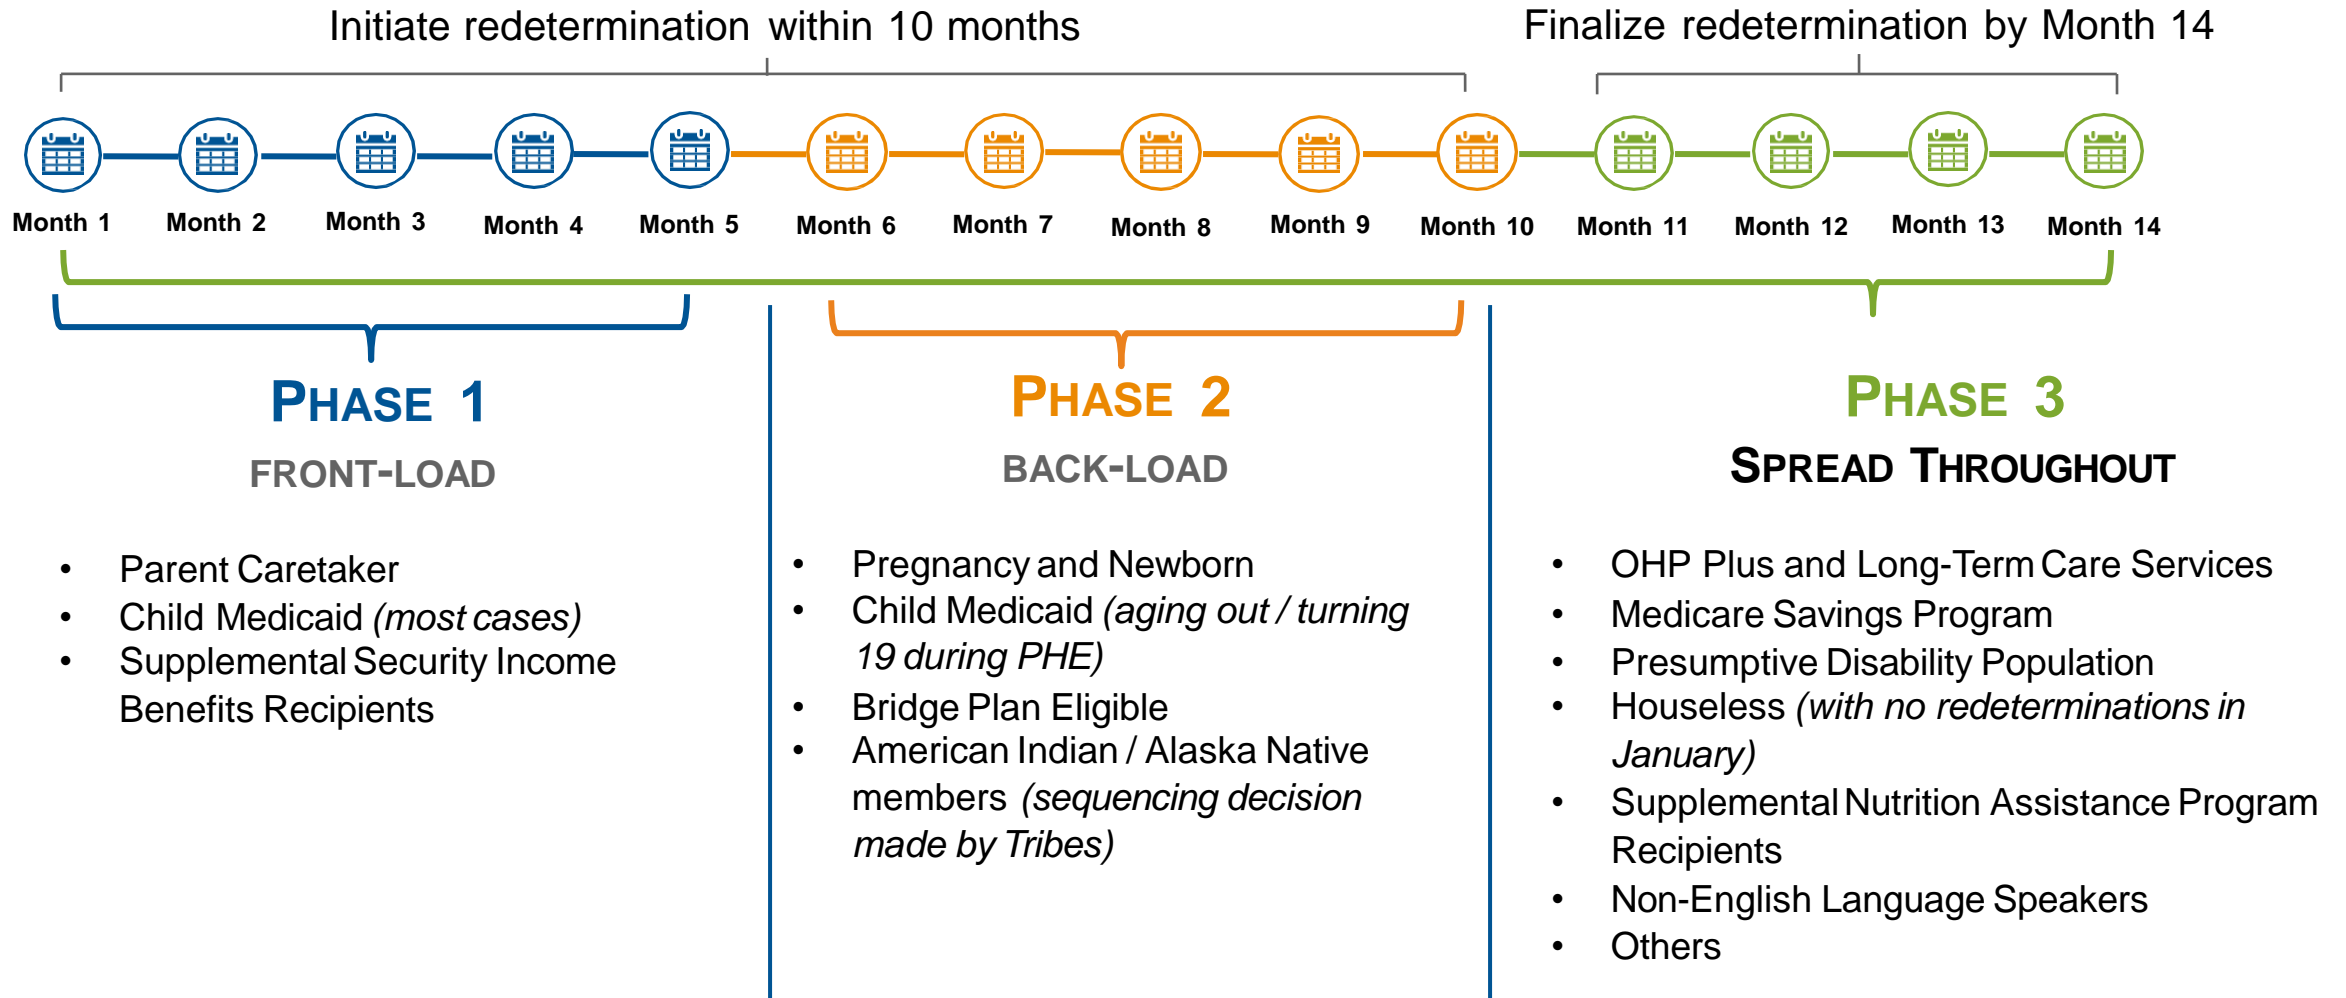 Initiate redetermination within 10 months
Finalize redetermination by Month 14
Month 1
Month 2
Month 3
Month 4
Month 5
Month 6
Month 7
Month 8
Month 9
Month 10
Month 11
Month 12
Month 13
Month 14
PHASE 1
FRONT-LOAD
• Parent Caretaker
• Child Medicaid (most cases)
• Supplemental Security Income
Benefits Recipients
PHASE 2
BACK-LOAD
• Pregnancy and Newborn
• Child Medicaid (aging out / turning
19 during PHE)
• Bridge Plan Eligible
• American Indian / Alaska Native
members (sequencing decision
made by Tribes)
PHASE 3
SPREAD THROUGHOUT
• OHP Plus and Long-Term Care Services
• Medicare Savings Program
• Presumptive Disability Population
• Houseless (with no redeterminations in
January)
• Supplemental Nutrition Assistance Program
Recipients
• Non-English Language Speakers
• Others